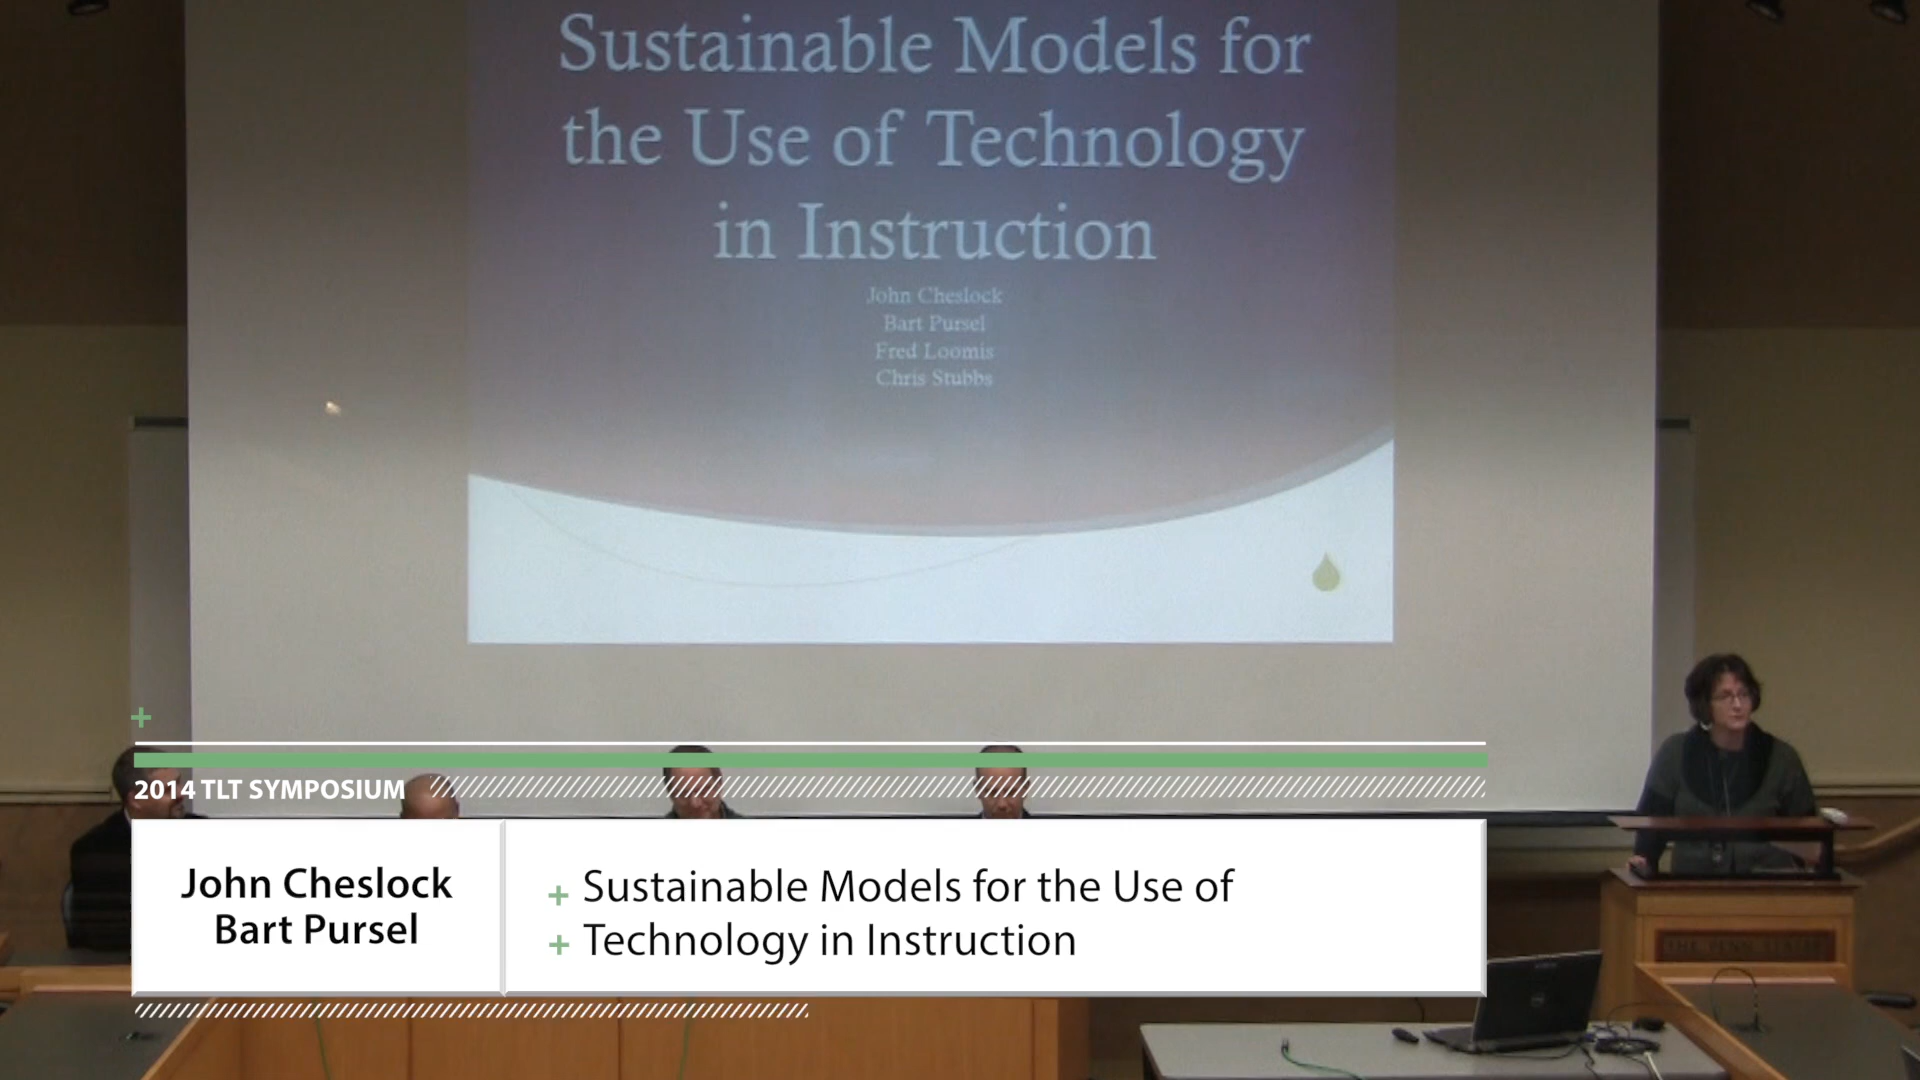 Sustainable Models for
the Use of Technology
in Instruction
John Cheslock
Bart Pursel
Fred Loomis
Chris Stubbs
2014 TLT SYMPOSIUM
John Cheslock
Bart Pursel
+ Sustainable Models for the Use of
+ Technology in Instruction